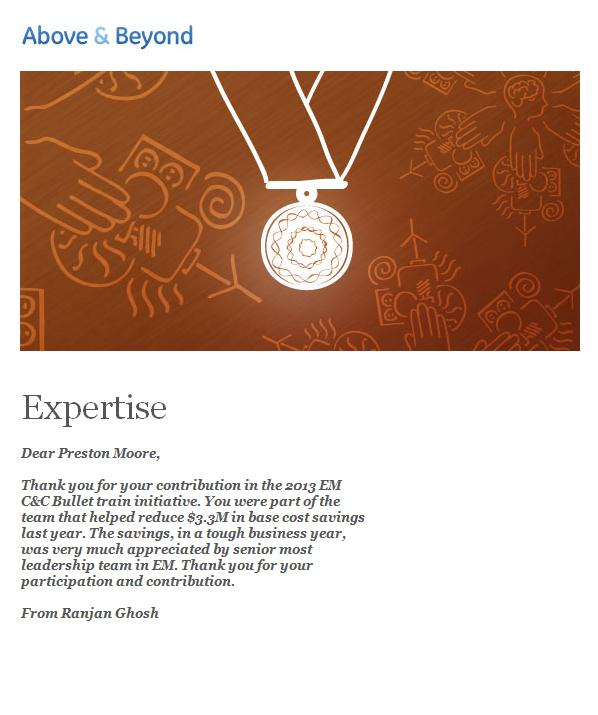 Above & Beyond
Expertise
Dear Preston Moore,
Thank you for your contribution in the 2013 EM
C&C Bullet train initiative. You were part of the
team that helped reduce $3.3M in base cost savings
last year. The savings, in a tough business year,
was very much appreciated by senior most
leadership team in EM. Thank you for your
participation and contribution.
From Ranjan Ghosh